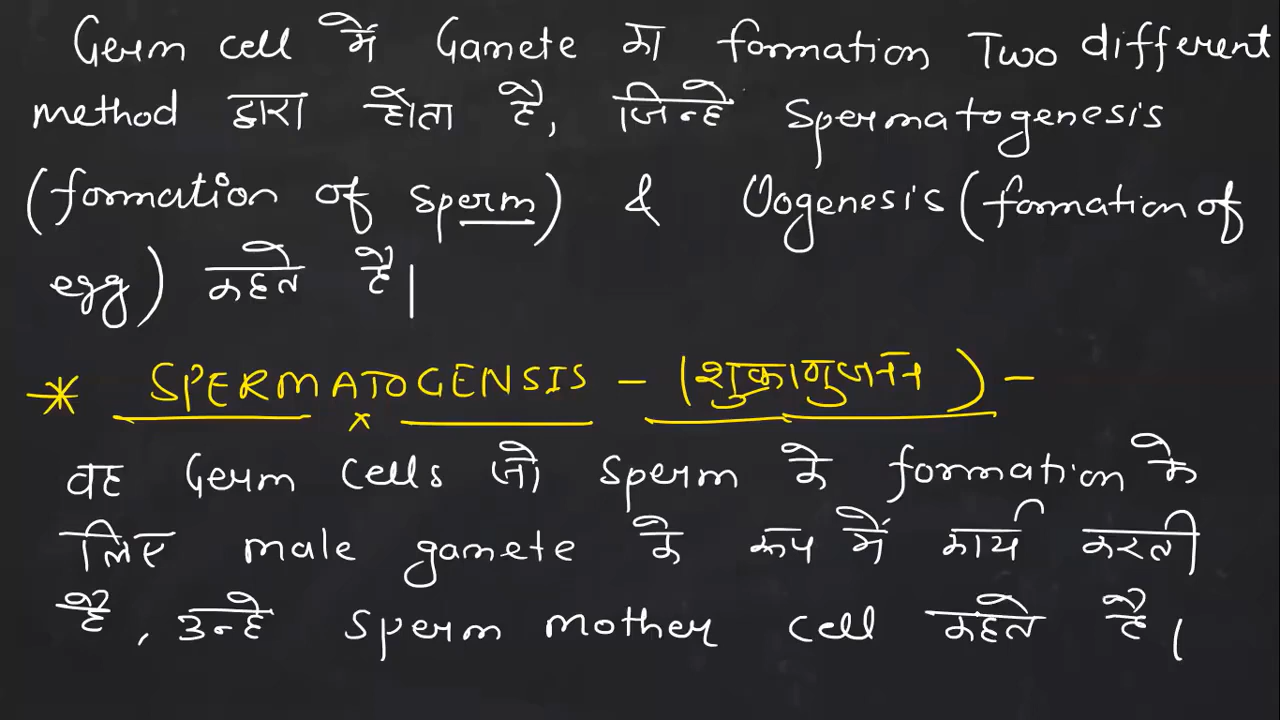 Germ cell में Gamete का formation Two different
method द्वारा होता है, जिन्हे Spermatogenesis
(formation of sperm) & Oogenesis (formation of
egg) कहते है।
* SPERMATOGENSIS - (शुक्राणुजनन) -
वह Germ cells जो sperm के formation के
लिए male gamete के रूप में कार्य करती
है, उन्हे sperm mother cell कहते है।